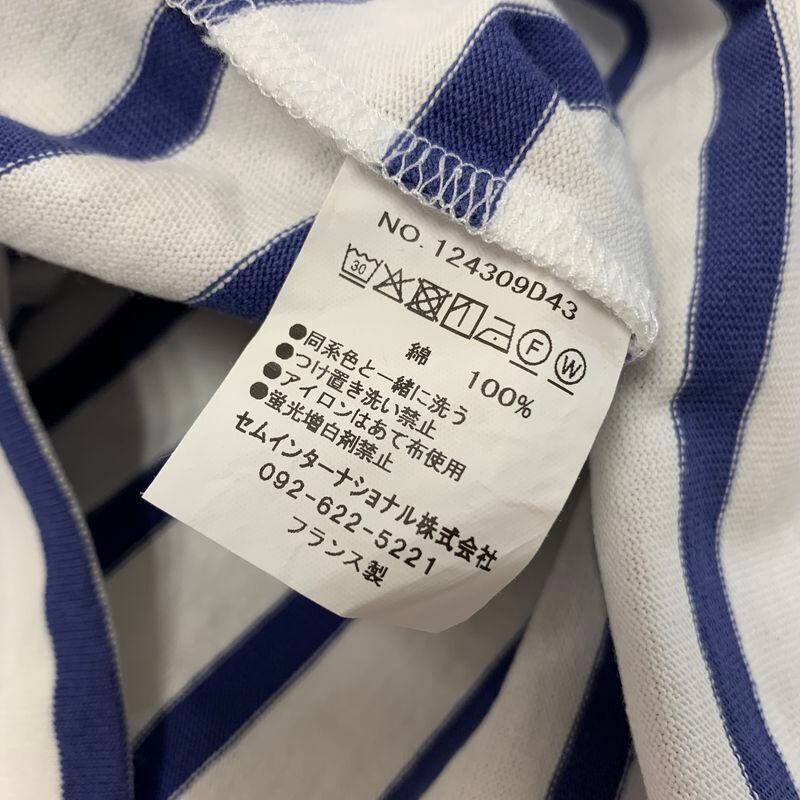 NO. 124309D43
30 F W
綿 100%
●同系色と一緒に洗う
●つけ置き洗い禁止
●アイロンはあて布使用
●蛍光増白剤禁止
セムインターナショナル株式会社
092-622-5221
フランス製